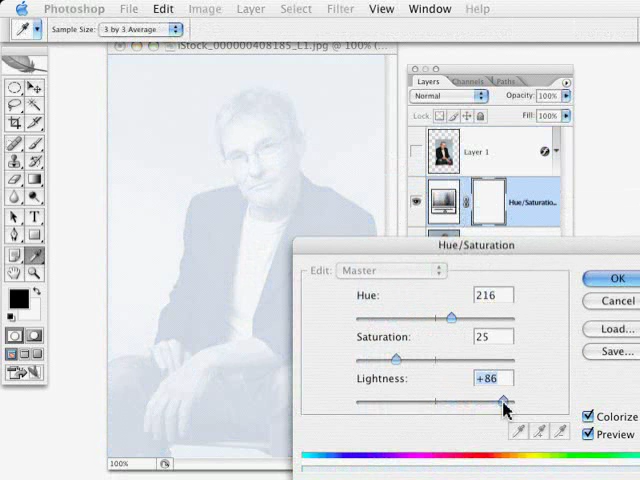 Photoshop File Edit Image Layer Select Filter View Window Help
Sample Size: 3 by 3 Average
iStock_000000408185_L1.jpg @ 100% (...
Layers Channels Paths
Normal Opacity: 100%
Lock: Fill: 100%
Layer 1
Hue/Saturatio...
Hue/Saturation
Edit: Master
OK
Hue: 216
Cancel
Load...
Saturation: 25
Save...
Lightness: +86
Colorize
Preview
100%